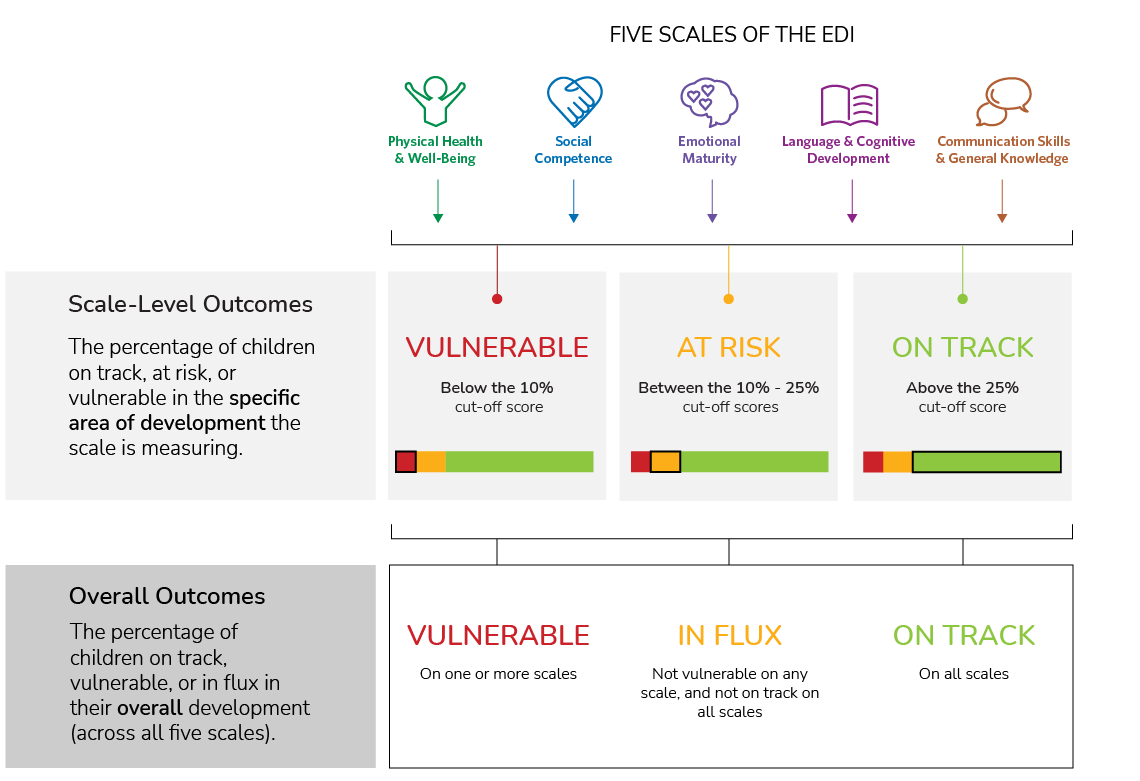 FIVE SCALES OF THE EDI
Physical Health
& Well-Being
Social
Competence
Emotional
Maturity
Language & Cognitive
Development
Communication Skills
& General Knowledge
Scale-Level Outcomes
The percentage of children
on track, at risk, or
vulnerable in the specific
area of development the
scale is measuring.
VULNERABLE
Below the 10%
cut-off score
AT RISK
Between the 10% - 25%
cut-off scores
ON TRACK
Above the 25%
cut-off score
Overall Outcomes
The percentage of
children on track,
vulnerable, or in flux in
their overall development
(across all five scales).
VULNERABLE
On one or more scales
IN FLUX
Not vulnerable on any
scale, and not on track on
all scales
ON TRACK
On all scales